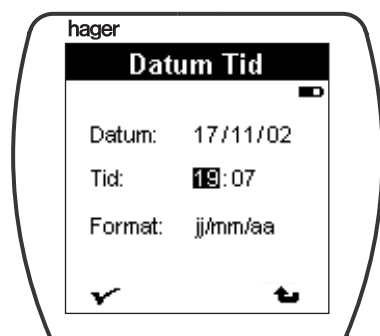 hager
Datum Tid
Datum: 17/11/02
Tid: 19:07
Format: jj/mm/aa